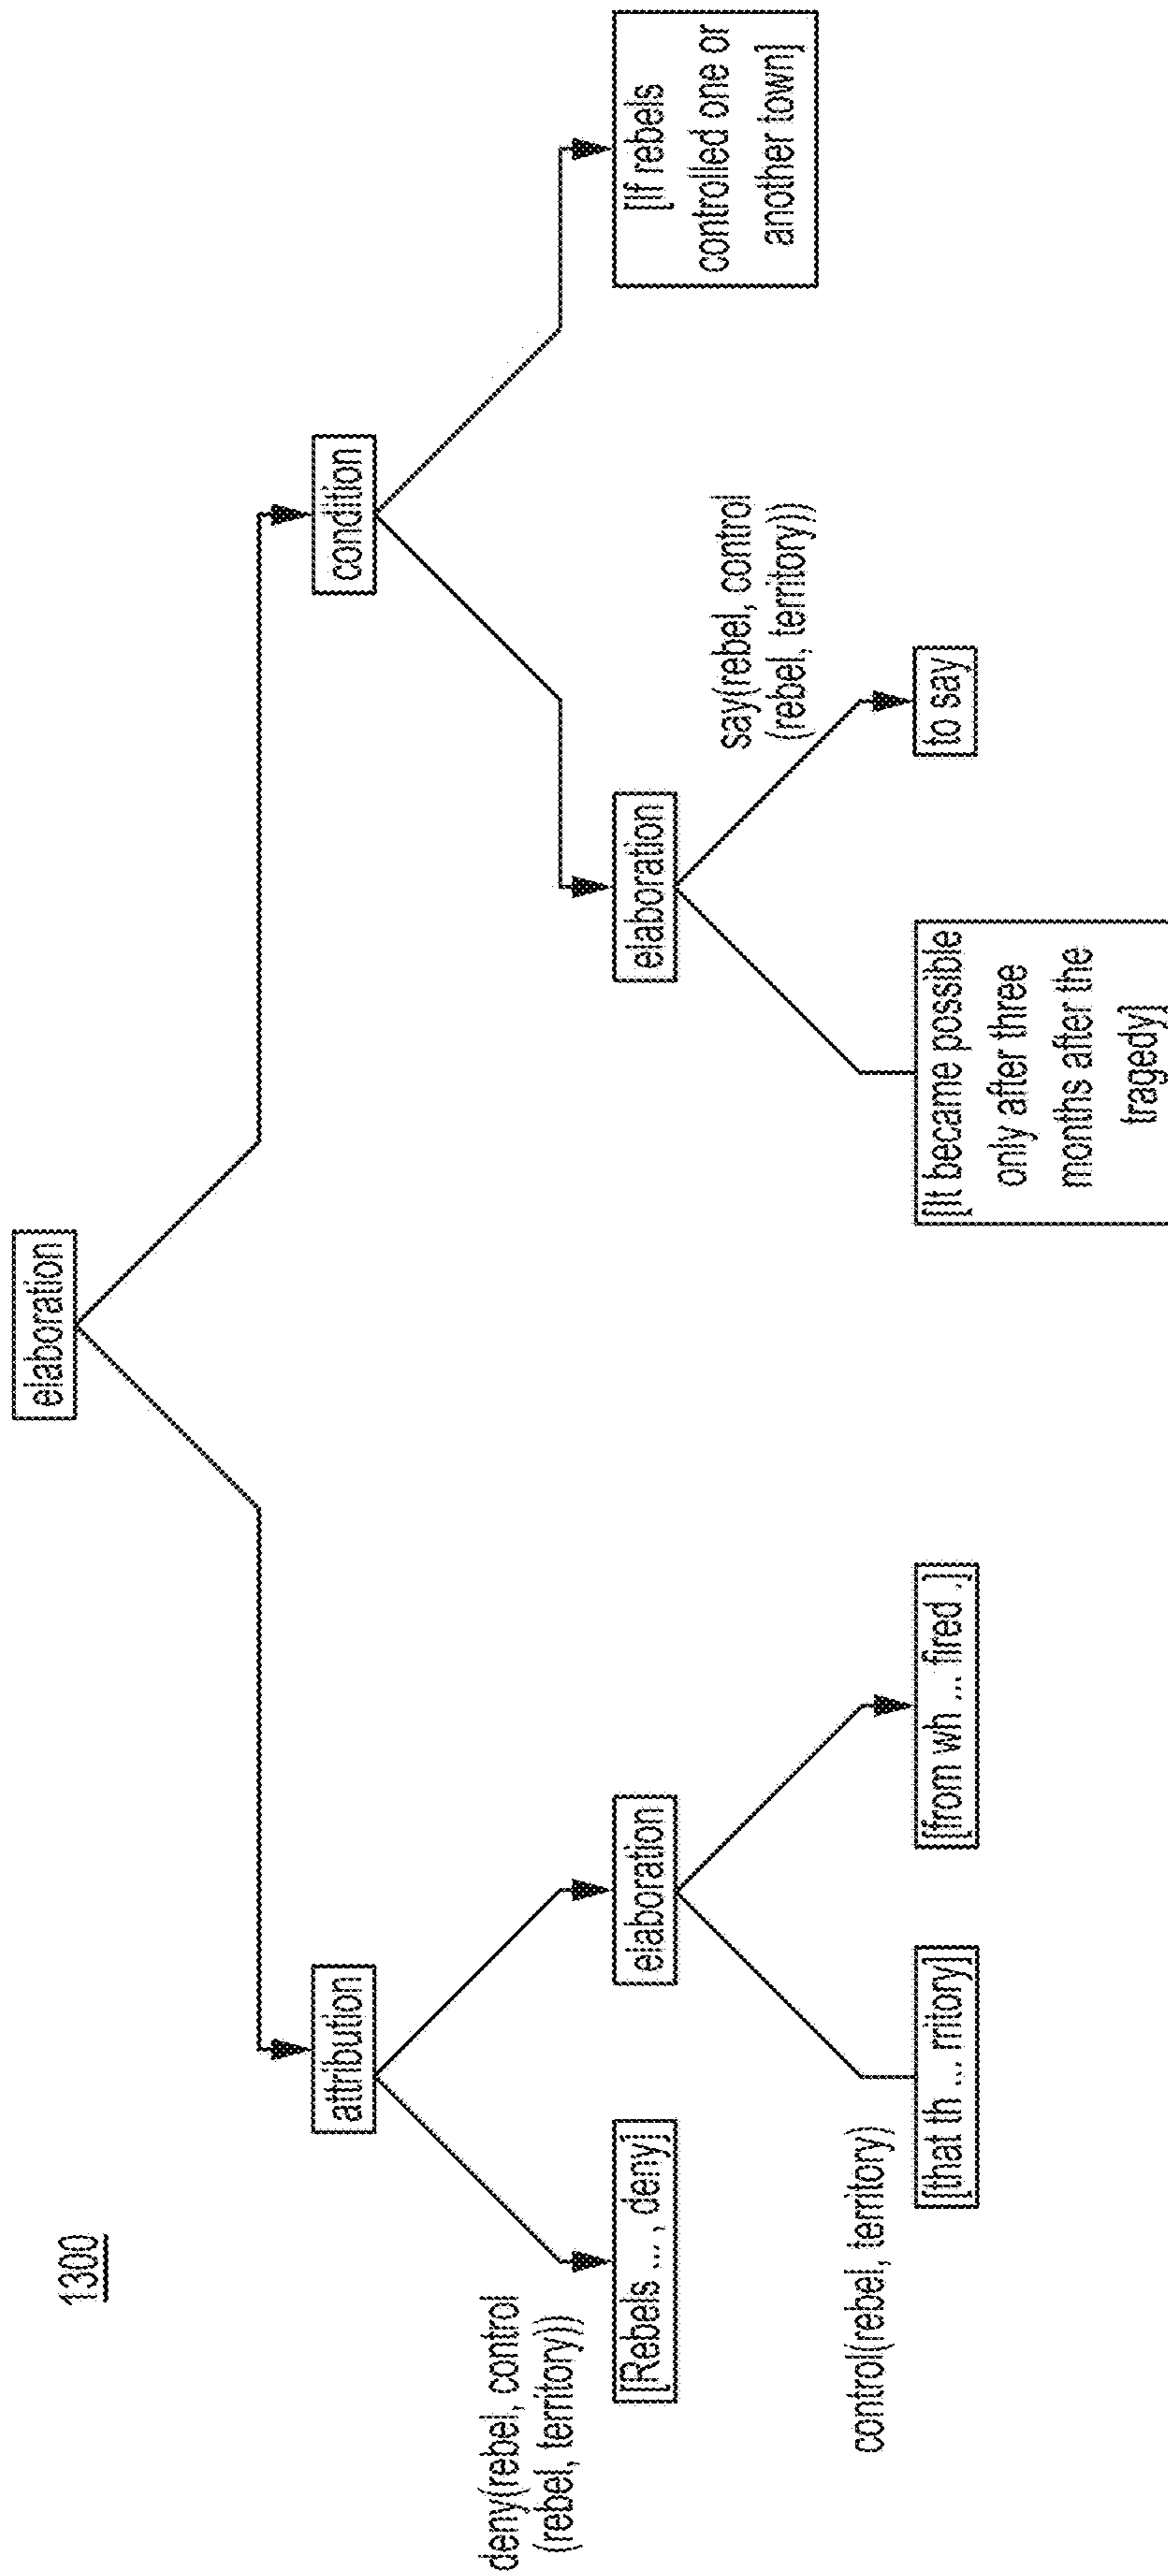 1300
elaboration
attribution
condition
deny(rebel, control
(rebel, territory))
[Rebels ... , deny]
elaboration
elaboration
say(rebel, control
(rebel, territory))
[If rebels
controlled one or
another town]
control(rebel, territory)
[that th ... rritory]
[from wh ... fired .]
[It became possible
only after three
months after the
tragedy]
to say